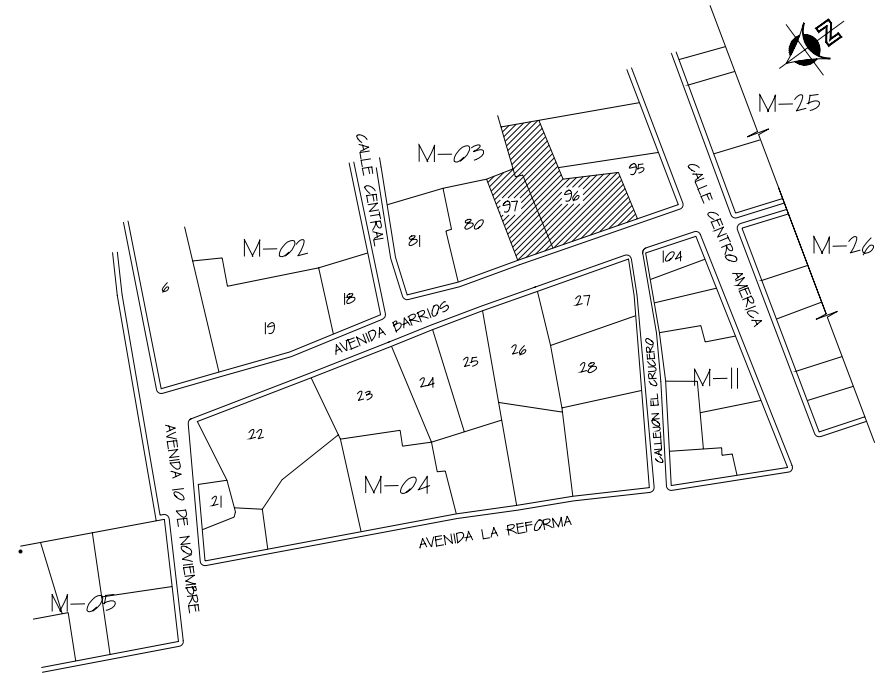 N
M-25
CALLE CENTRAL
M-03
95
CALLE CENTRO AMERICA
96
97
80
81
M-02
M-26
104
6
18
19
27
AVENIDA BARRIOS
26
25
28
CALLEJON EL CRUCERO
24
23
M-11
22
AVENIDA 10 DE NOVIEMBRE
M-04
21
AVENIDA LA REFORMA
M-05